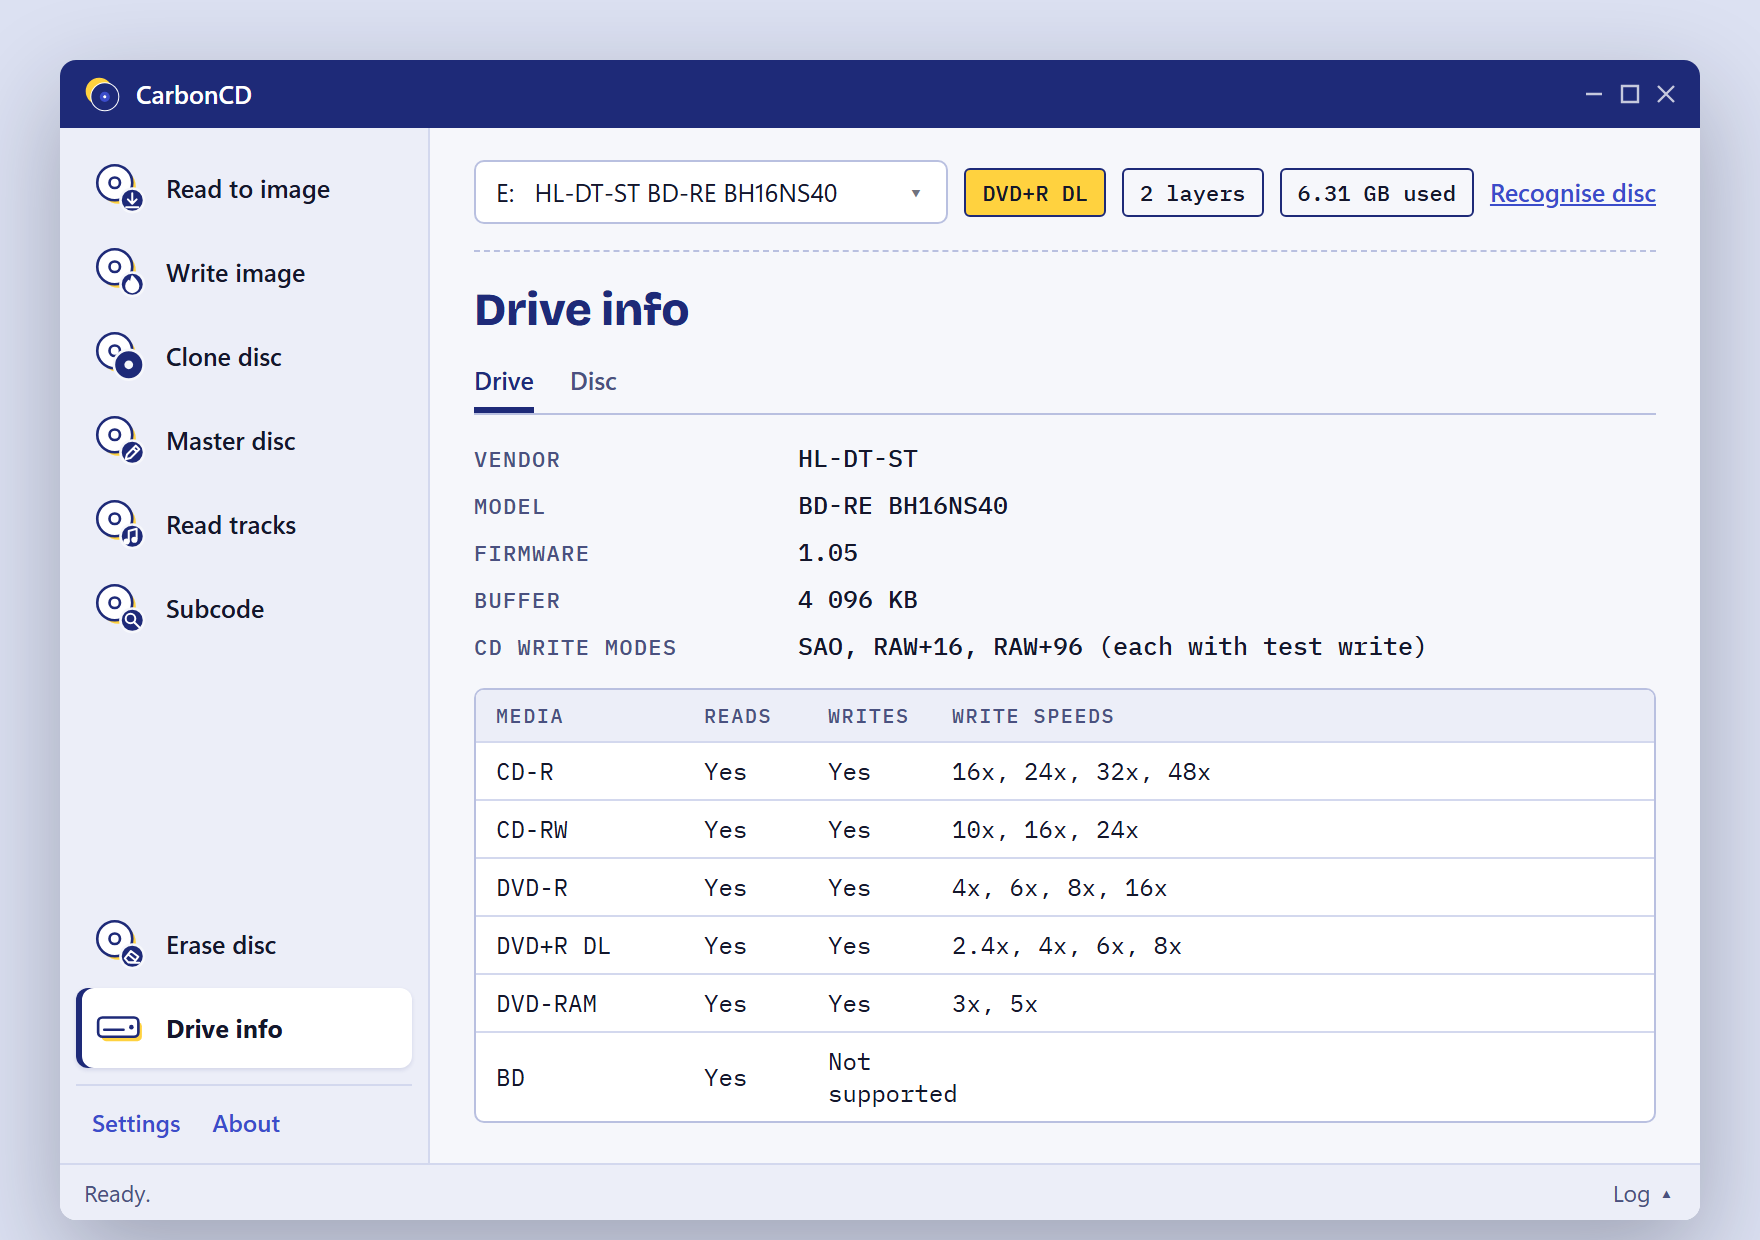 CarbonCD
Read to image
Write image
Clone disc
Master disc
Read tracks
Subcode
Erase disc
Drive info
Settings About
E: HL-DT-ST BD-RE BH16NS40 DVD+R DL 2 layers 6.31 GB used Recognise disc
Drive info
Drive Disc
VENDOR HL-DT-ST
MODEL BD-RE BH16NS40
FIRMWARE 1.05
BUFFER 4 096 KB
CD WRITE MODES SAO, RAW+16, RAW+96 (each with test write)
MEDIA READS WRITES WRITE SPEEDS
CD-R Yes Yes 16x, 24x, 32x, 48x
CD-RW Yes Yes 10x, 16x, 24x
DVD-R Yes Yes 4x, 6x, 8x, 16x
DVD+R DL Yes Yes 2.4x, 4x, 6x, 8x
DVD-RAM Yes Yes 3x, 5x
BD Yes Not
supported
Ready. Log